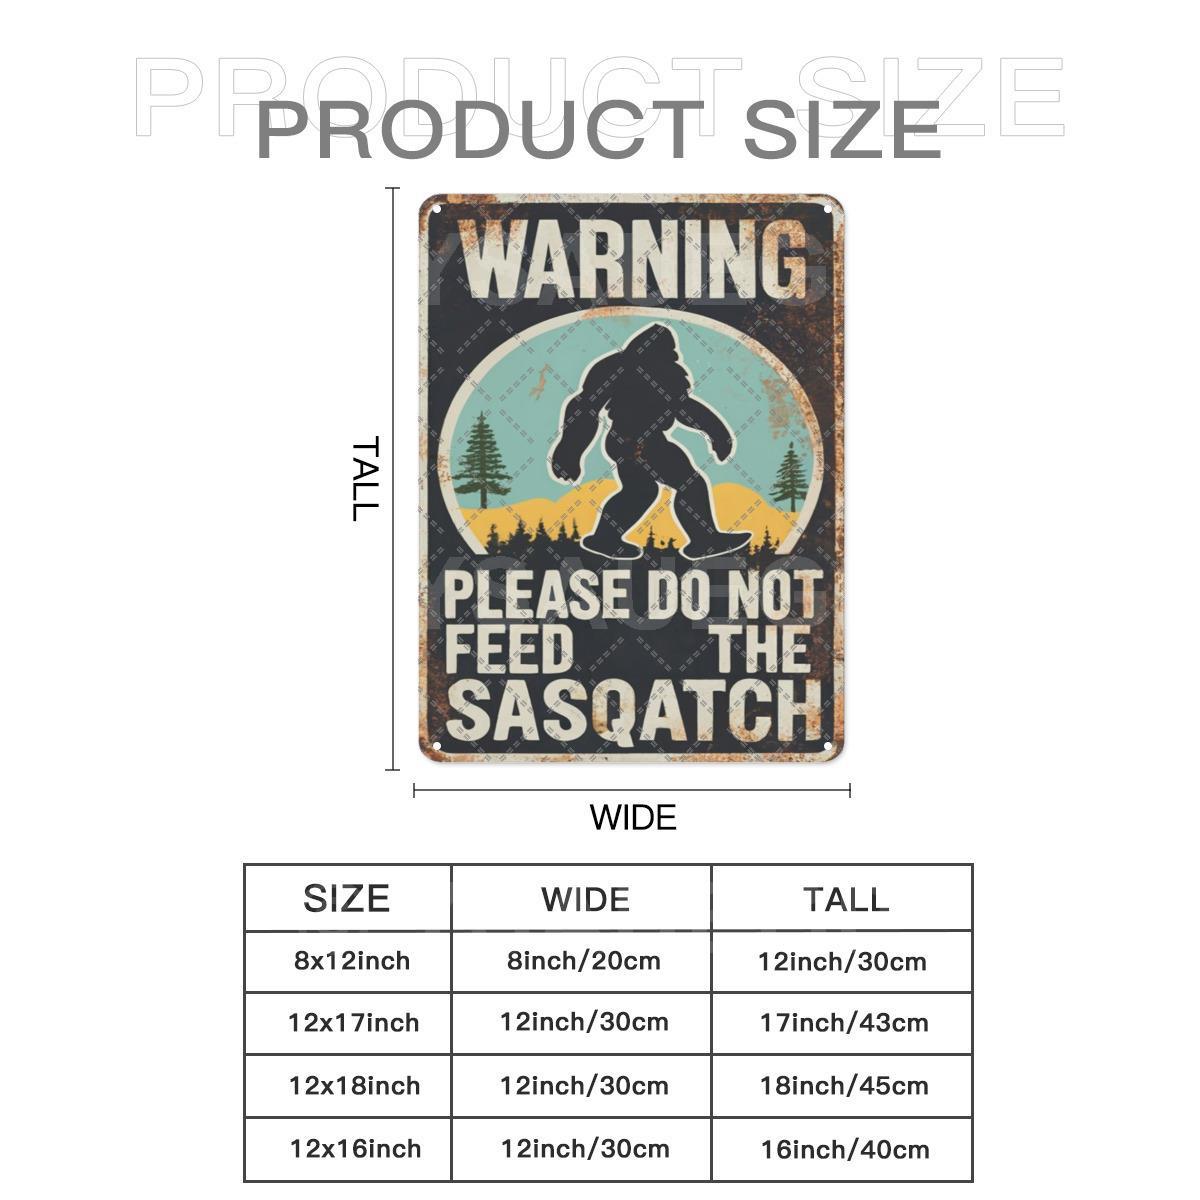 PRODUCT SIZE
PRODUCT SIZE
WARNING
PLEASE DO NOT
FEED THE
SASQATCH
TALL
WIDE
SIZE WIDE TALL
8x12inch 8inch/20cm 12inch/30cm
12x17inch 12inch/30cm 17inch/43cm
12x18inch 12inch/30cm 18inch/45cm
12x16inch 12inch/30cm 16inch/40cm